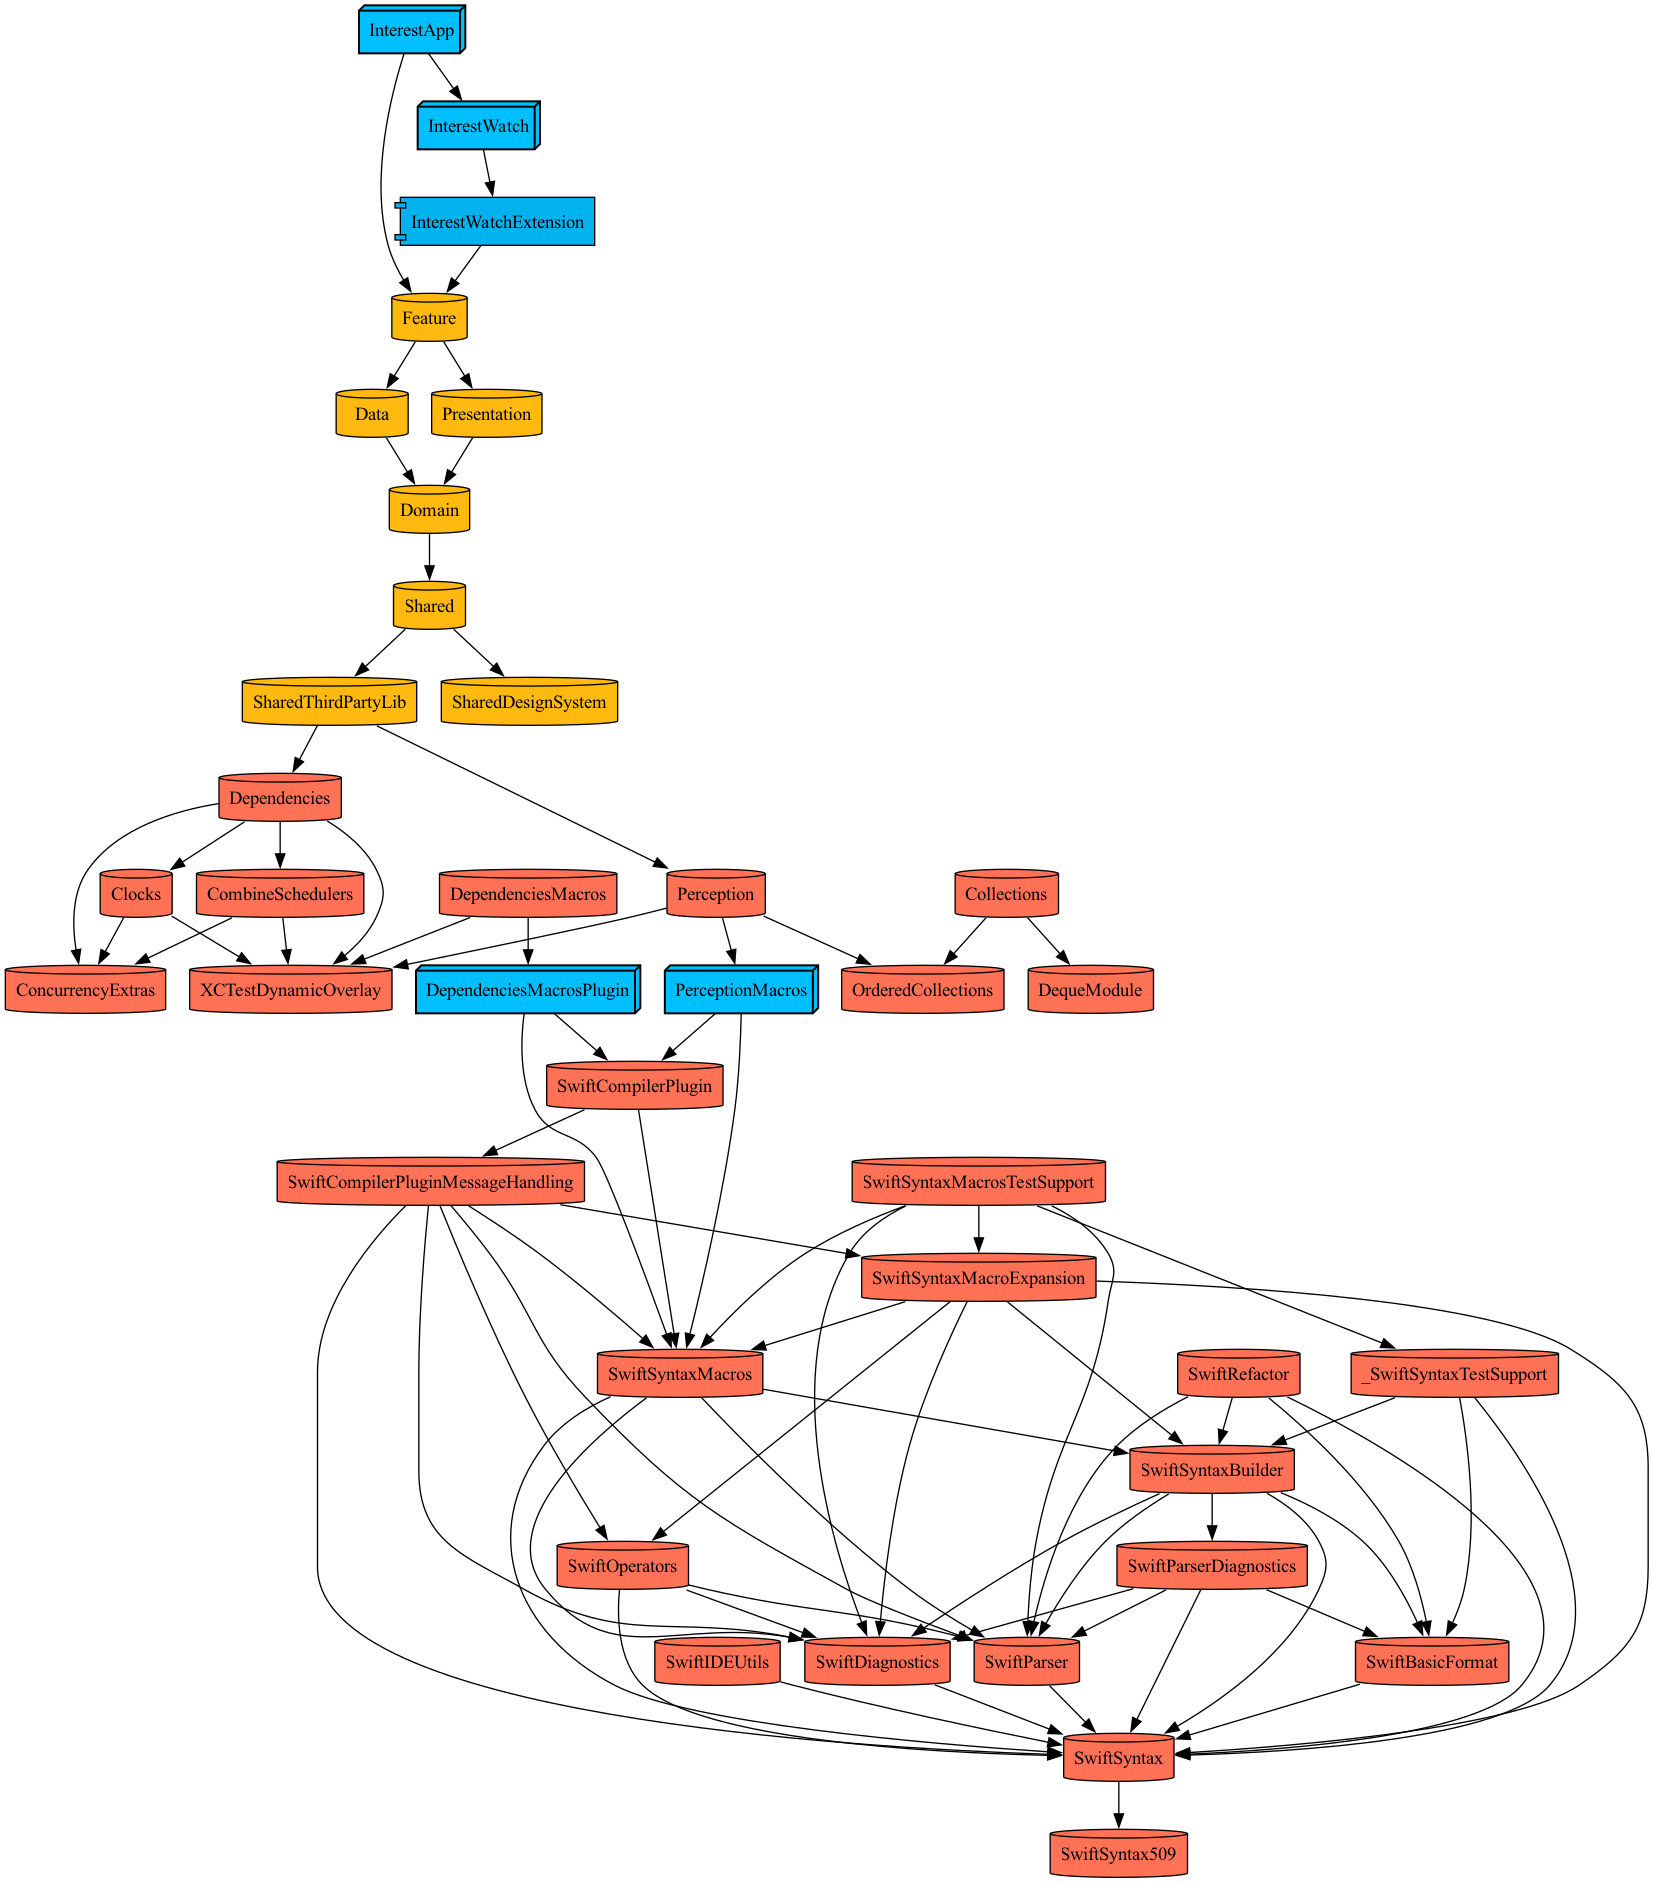 InterestApp
InterestWatch
InterestWatchExtension
Feature
Data
Presentation
Domain
Shared
SharedThirdPartyLib
SharedDesignSystem
Dependencies
Clocks
CombineSchedulers
DependenciesMacros
Perception
Collections
ConcurrencyExtras
XCTestDynamicOverlay
DependenciesMacrosPlugin
PerceptionMacros
OrderedCollections
DequeModule
SwiftCompilerPlugin
SwiftCompilerPluginMessageHandling
SwiftSyntaxMacrosTestSupport
SwiftSyntaxMacroExpansion
SwiftSyntaxMacros
SwiftRefactor
_SwiftSyntaxTestSupport
SwiftSyntaxBuilder
SwiftOperators
SwiftParserDiagnostics
SwiftIDEUtils
SwiftDiagnostics
SwiftParser
SwiftBasicFormat
SwiftSyntax
SwiftSyntax509